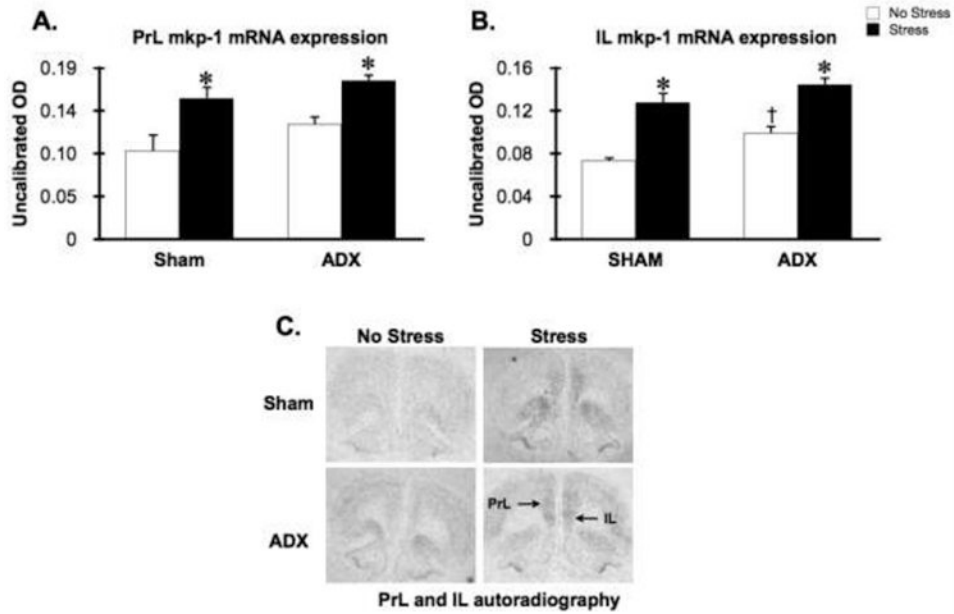 A.
PrL mkp-1 mRNA expression
Uncalibrated OD
0.19
0.14
0.10
0.05
0
*
*
Sham
ADX
B.
IL mkp-1 mRNA expression
No Stress
Stress
Uncalibrated OD
0.16
0.12
0.08
0.04
0
*
†
*
SHAM
ADX
C.
No Stress
Stress
Sham
ADX
PrL
IL
PrL and IL autoradiography